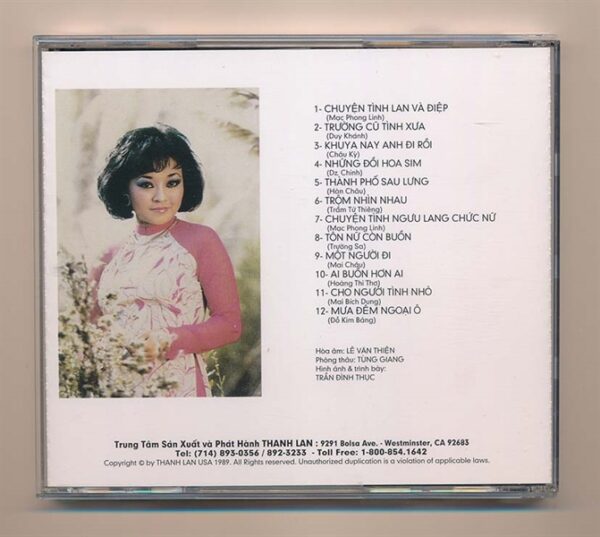 1- CHUYỆN TÌNH LAN VÀ ĐIỆP
(Mạc Phong Linh)
2- TRƯỜNG CŨ TÌNH XƯA
(Duy Khánh)
3- KHUYA NAY ANH ĐI RỒI
(Châu Kỳ)
4- NHỮNG ĐỒI HOA SIM
(Dz. Chinh)
5- THÀNH PHỐ SAU LƯNG
(Hàn Châu)
6- TRỘM NHÌN NHAU
(Trầm Tử Thiêng)
7- CHUYỆN TÌNH NGƯU LANG CHỨC NỮ
(Mạc Phong Linh)
8- TÔN NỮ CÒN BUỒN
(Trường Sa)
9- MỘT NGƯỜI ĐI
(Mai Châu)
10- AI BUỒN HƠN AI
(Hoàng Thi Thơ)
11- CHO NGƯỜI TÌNH NHỎ
(Mai Bích Dung)
12- MƯA ĐÊM NGOẠI Ô
(Đỗ Kim Bảng)
Hòa âm: LÊ VĂN THIỆN
Phòng thâu: TÙNG GIANG
Hình ảnh & trình bày:
TRẦN ĐÌNH THỤC
Trung Tâm Sản Xuất và Phát Hành THANH LAN : 9291 Bolsa Ave. - Westminster, CA 92683
Tel: (714) 893-0356 / 892-3233 - Toll Free: 1-800-854.1642
Copyright © by THANH LAN USA 1989. All Rights reserved. Unauthorized duplication is a violation of applicable laws.